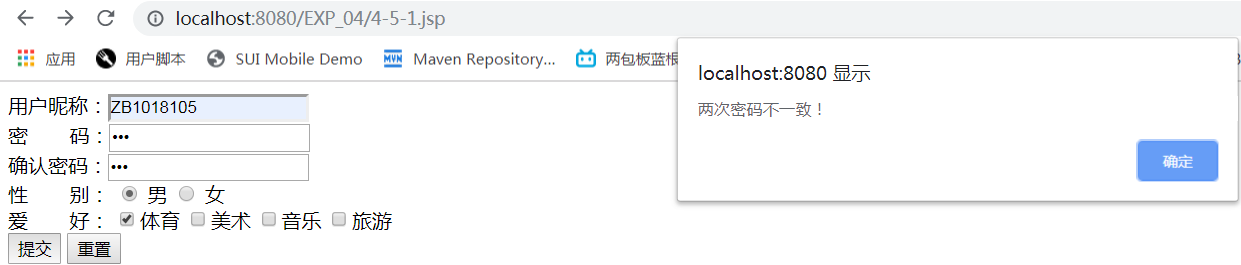 localhost:8080/EXP_04/4-5-1.jsp
应用 用户脚本 SUI Mobile Demo MVN Maven Repository... 两包板蓝根
localhost:8080 显示
两次密码不一致！
确定
用户昵称：ZB1018105
密 码：•••
确认密码：•••
性 别： 男 女
爱 好： 体育 美术 音乐 旅游
提交 重置